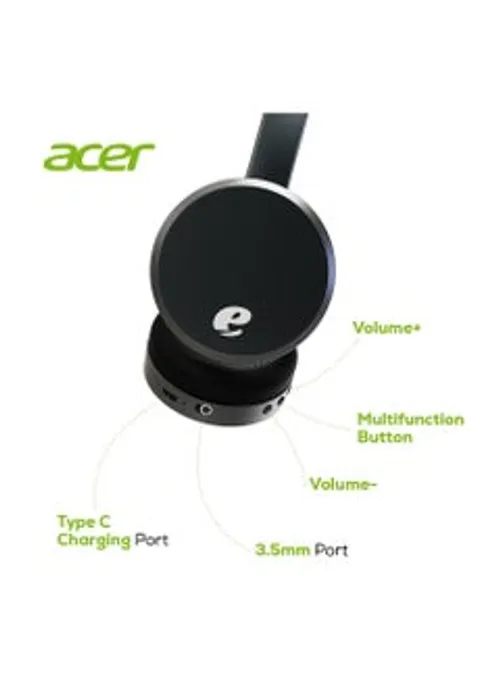 acer
e
Volume+
Multifunction
Button
Volume-
Type C
Charging Port
3.5mm Port